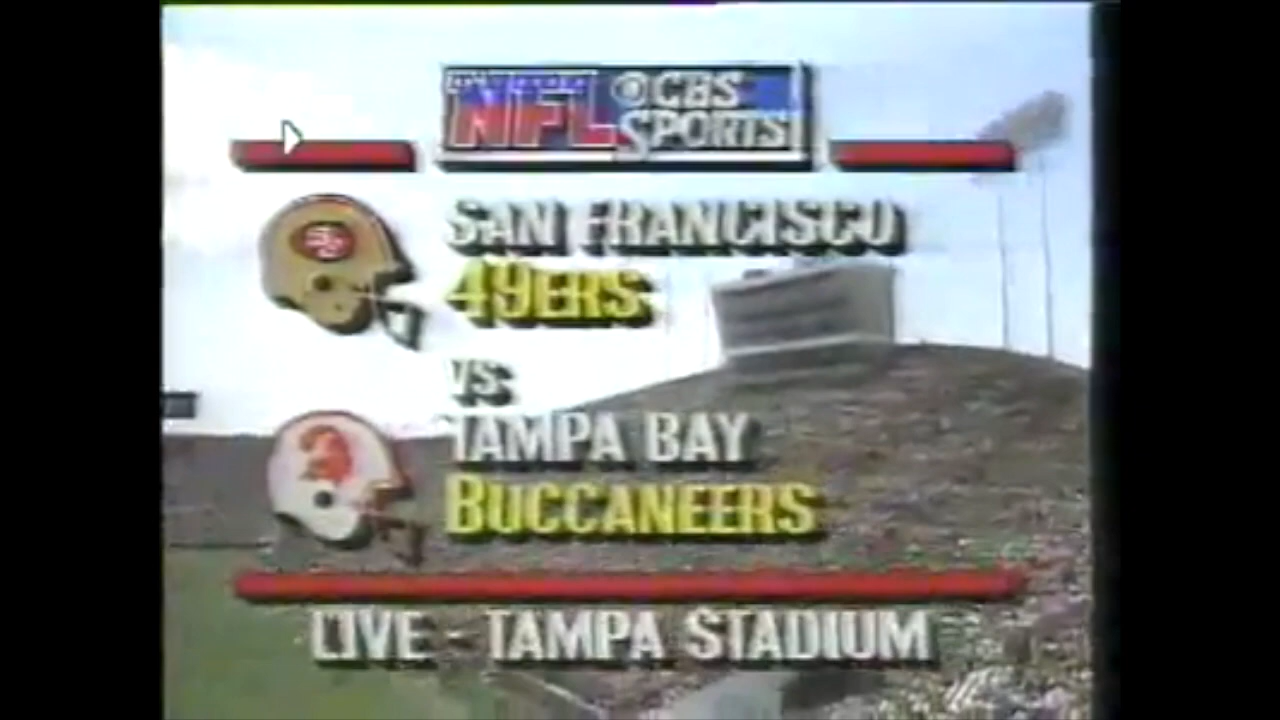 NFL CBS
SPORTS
SAN FRANCISCO
49ERS
VS.
TAMPA BAY
BUCCANEERS
LIVE - TAMPA STADIUM